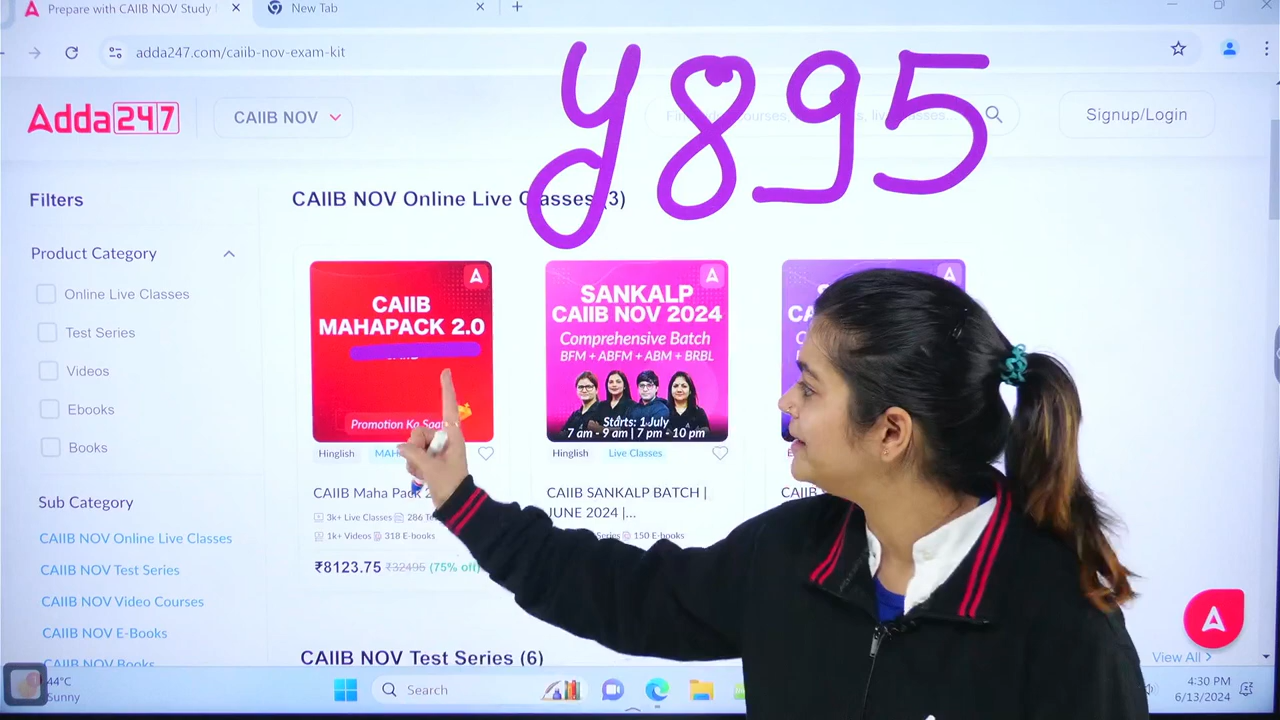 Prepare with CAIIB NOV Study
New Tab
adda247.com/caiib-nov-exam-kit
Y895
Adda247
CAIIB NOV
Signup/Login
Filters
CAIIB NOV Online Live Classes (3)
Product Category
Online Live Classes
Test Series
Videos
Ebooks
Books
CAIIB
MAHAPACK 2.0
Promotion Ka
SANKALP
CAIIB NOV 2024
Comprehensive Batch
BFM + ABFM + ABM + BRBL
Starts: 1 July
7 am - 9 am | 7 pm - 10 pm
Hinglish
Hinglish Live Classes
CAIIB Maha Pack
3k+ Live Classes 286
1k+ Videos 318 E-books
₹8123.75 ₹32495 (75% off)
CAIIB SANKALP BATCH |
JUNE 2024 |...
150 E-books
Sub Category
CAIIB NOV Online Live Classes
CAIIB NOV Test Series
CAIIB NOV Video Courses
CAIIB NOV E-Books
CAIIB NOV Books
CAIIB NOV Test Series (6)
View All
44°C
Sunny
Search
4:30 PM
6/13/2024